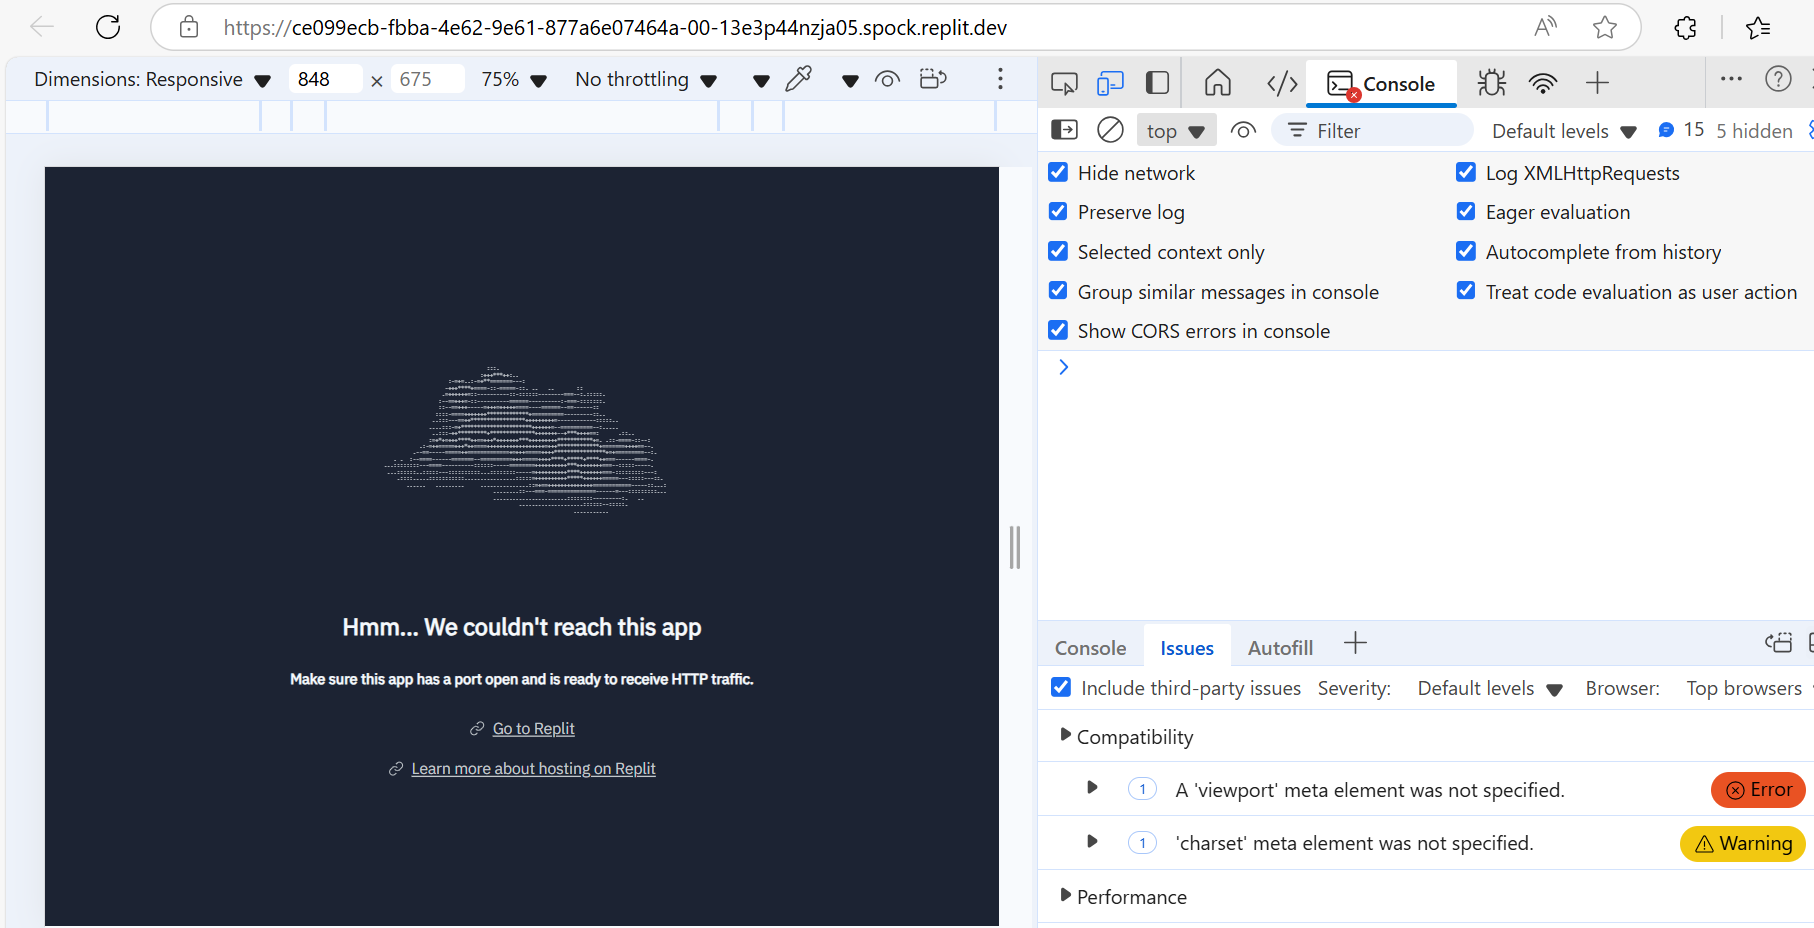 https://ce099ecb-fbba-4e62-9e61-877a6e07464a-00-13e3p44nzja05.spock.replit.dev
Dimensions: Responsive 848 × 675 75% No throttling
Console
top Filter Default levels 15 5 hidden
Hide network Log XMLHttpRequests
Preserve log Eager evaluation
Selected context only Autocomplete from history
Group similar messages in console Treat code evaluation as user action
Show CORS errors in console
Hmm... We couldn't reach this app
Make sure this app has a port open and is ready to receive HTTP traffic.
Go to Replit
Learn more about hosting on Replit
Console Issues Autofill
Include third-party issues Severity: Default levels Browser: Top browsers
Compatibility
1 A 'viewport' meta element was not specified. Error
1 'charset' meta element was not specified. Warning
Performance